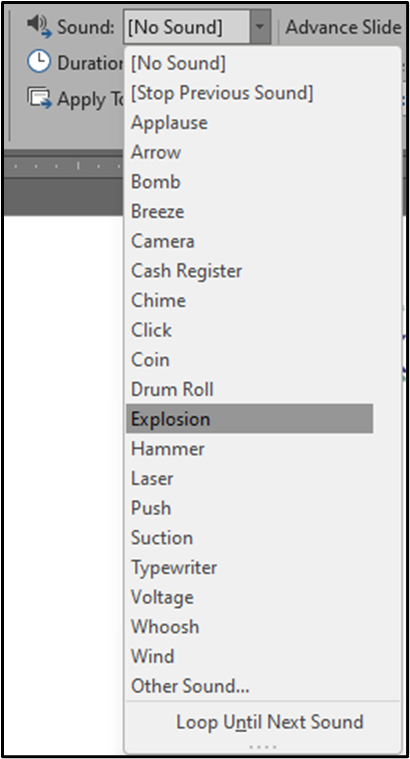 Sound: [No Sound] Advance Slide
Duration
Apply To
[No Sound]
[Stop Previous Sound]
Applause
Arrow
Bomb
Breeze
Camera
Cash Register
Chime
Click
Coin
Drum Roll
Explosion
Hammer
Laser
Push
Suction
Typewriter
Voltage
Whoosh
Wind
Other Sound...
Loop Until Next Sound